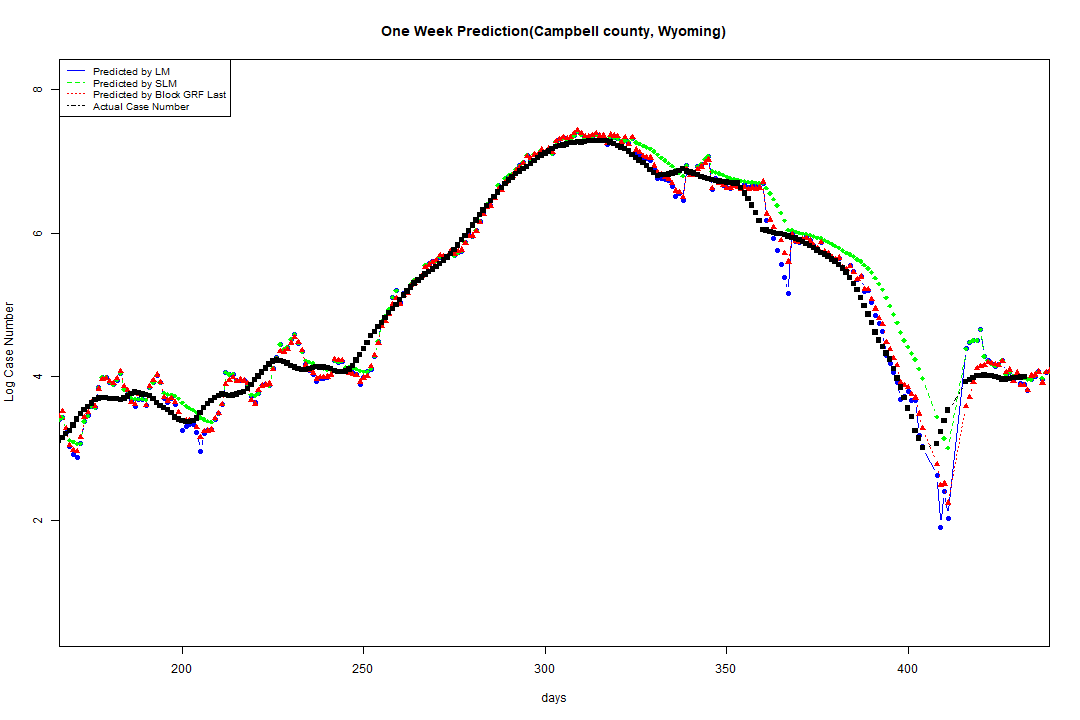 One Week Prediction(Campbell county, Wyoming)
Predicted by LM
Predicted by SLM
Predicted by Block GRF Last
Actual Case Number
8
6
4
2
Log Case Number
200 250 300 350 400
days